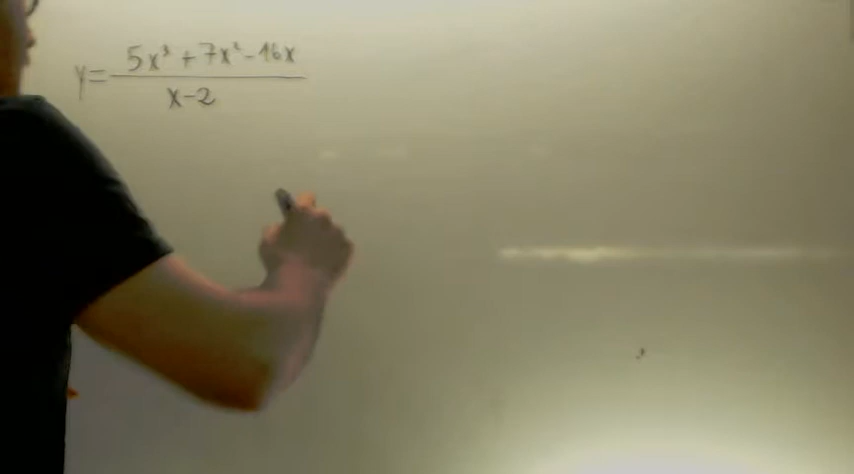 y = 5x³ + 7x² - 16x
x - 2